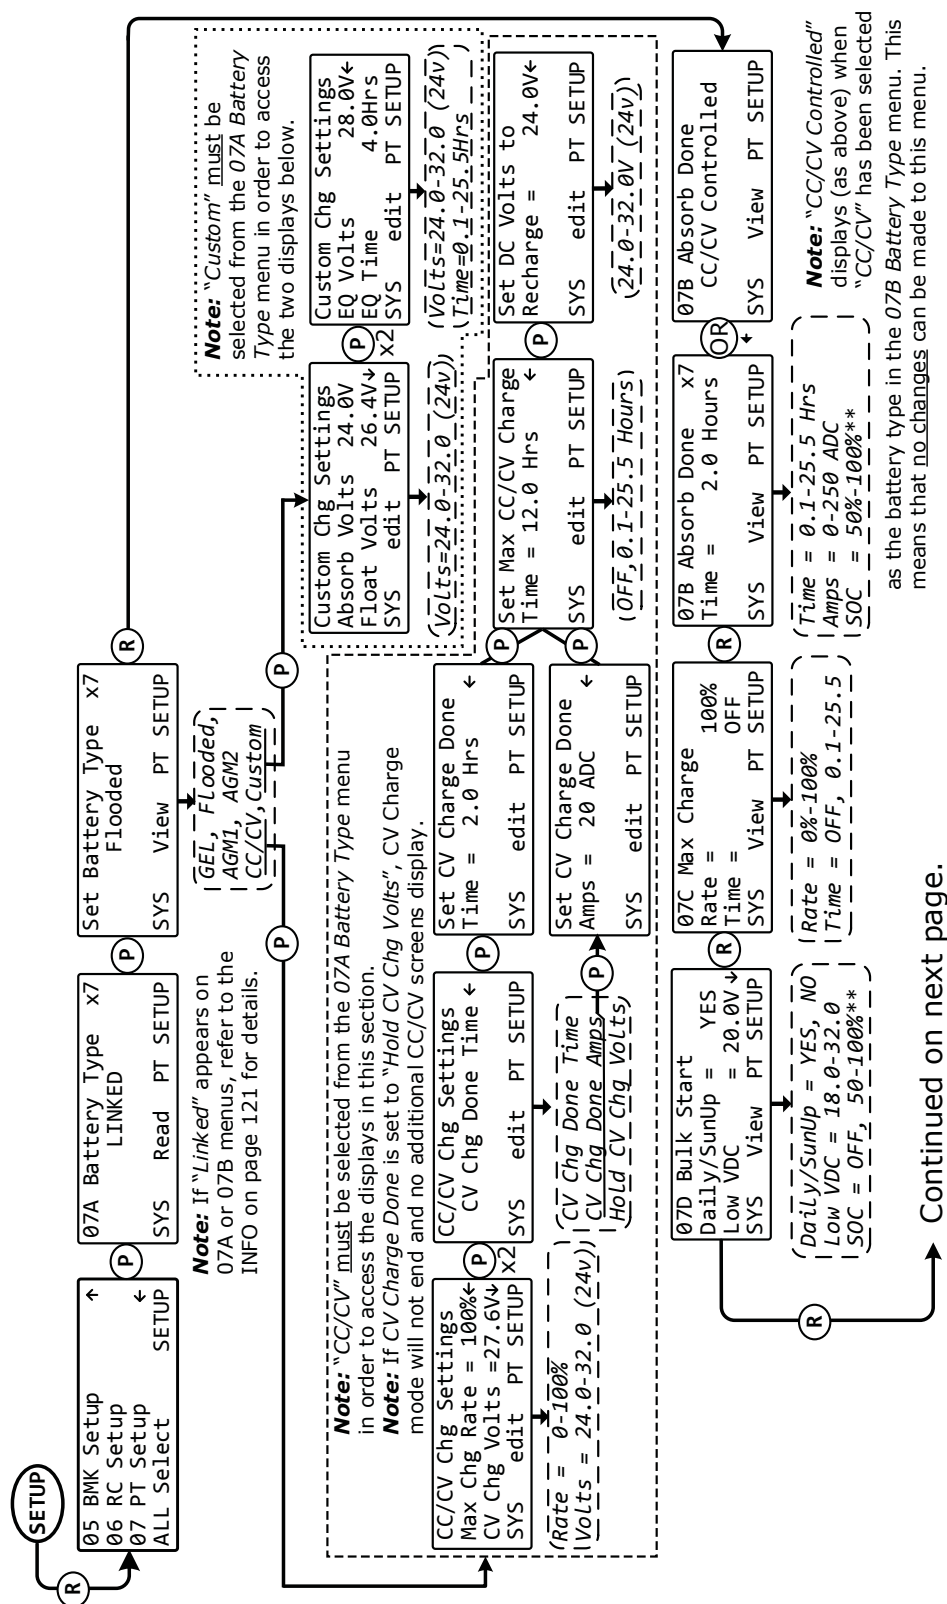 SETUP
R
05 BMK Setup ↑
06 RC Setup
07 PT Setup ←
ALL Select SETUP
P
07A Battery Type x7
LINKED
SYS Read PT SETUP
P
Set Battery Type x7
Flooded
SYS View PT SETUP
R
Note: If "Linked" appears on
07A or 07B menus, refer to the
INFO on page 121 for details.
GEL, Flooded,
AGM1, AGM2
CC/CV,Custom
P
P
Note: "Custom" must be
selected from the 07A Battery
Type menu in order to access
the two displays below.
Custom Chg Settings
Absorb Volts 24.0V
Float Volts 26.4V↓
SYS edit PT SETUP
P
x2
Custom Chg Settings
EQ Volts 28.0V←
EQ Time 4.0Hrs
SYS edit PT SETUP
Volts=24.0-32.0 (24v)
Volts=24.0-32.0 (24v)
Time=0.1-25.5Hrs
Note: "CC/CV" must be selected from the 07A Battery Type menu
in order to access the displays in this section.
Note: If CV Charge Done is set to "Hold CV Chg Volts", CV Charge
mode will not end and no additional CC/CV screens display.
CC/CV Chg Settings
Max Chg Rate = 100%←
CV Chg Volts =27.6V↓
SYS edit PT SETUP
P
x2
CC/CV Chg Settings
CV Chg Done Time ←
SYS edit PT SETUP
P
Set CV Charge Done
Time = 2.0 Hrs ←
SYS edit PT SETUP
P
Set Max CC/CV Charge
Time = 12.0 Hrs ←
SYS edit PT SETUP
P
Set DC Volts to
Recharge = 24.0V←
SYS edit PT SETUP
Rate = 0-100%
Volts = 24.0-32.0 (24v)
CV Chg Done Time
CV Chg Done Amps
Hold CV Chg Volts
P
Set CV Charge Done
Amps = 20 ADC ←
SYS edit PT SETUP
P
OFF,0.1-25.5 Hours
24.0-32.0V (24v)
07D Bulk Start
Daily/SunUp = YES
Low VDC = 20.0V↓
SYS View PT SETUP
R
07C Max Charge
Rate = 100%
Time = OFF
SYS View PT SETUP
R
07B Absorb Done
Time = 2.0 Hours x7
SYS View PT SETUP
OR
07B Absorb Done
CC/CV Controlled
SYS View PT SETUP
Daily/SunUp = YES, NO
Low VDC = 18.0-32.0
SOC = OFF, 50-100%**
Rate = 0%-100%
Time = OFF, 0.1-25.5
Time = 0.1-25.5 Hrs
Amps = 0-250 ADC
SOC = 50%-100%**
Note: "CC/CV Controlled"
displays (as above) when
"CC/CV" has been selected
as the battery type in the 07B Battery Type menu. This
means that no changes can be made to this menu.
R
Continued on next page.